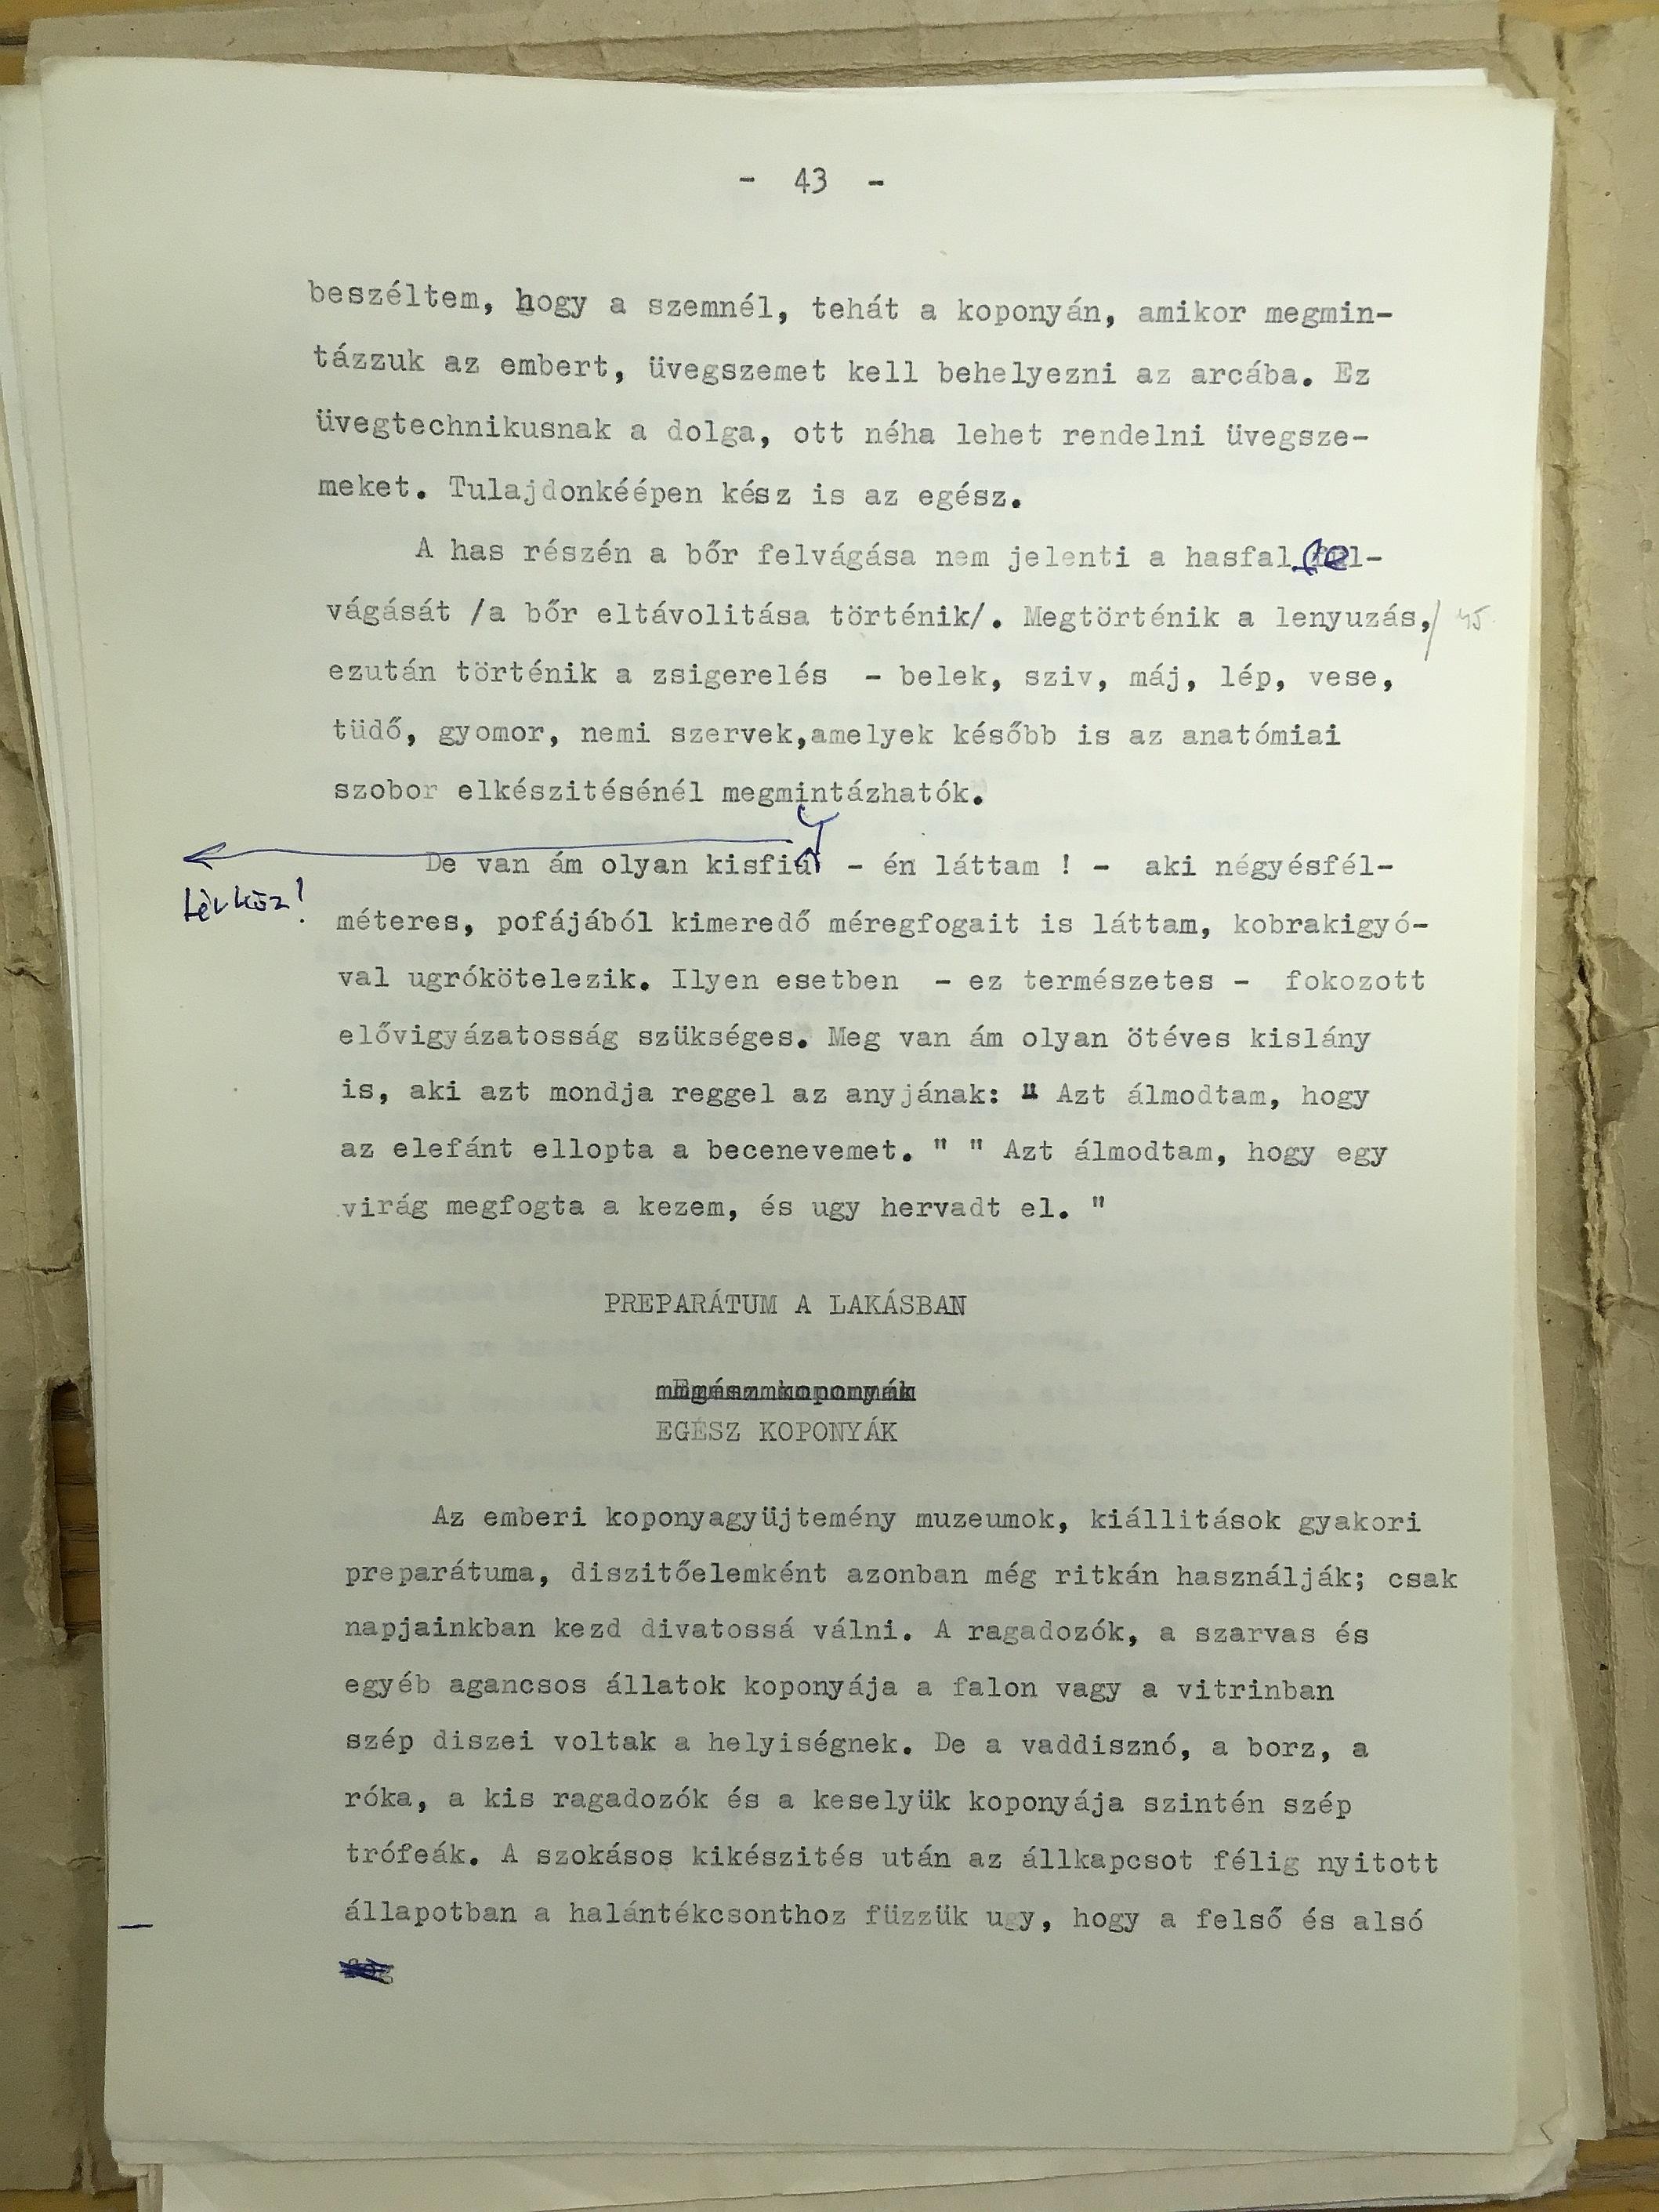 - 43 -
beszéltem, hogy a szemnél, tehát a koponyán, amikor megmin-
tázzuk az embert, üvegszemet kell behelyezni az arcába. Ez
üvegtechnikusnak a dolga, ott néha lehet rendelni üvegsze-
meket. Tulajdonkéépen kész is az egész.
A has részén a bőr felvágása nem jelenti a hasfal fel-
vágását /a bőr eltávolitása történik/. Megtörténik a lenyuzás, 45
ezután történik a zsigerelés - belek, sziv, máj, lép, vese,
tüdő, gyomor, nemi szervek,amelyek később is az anatómiai
szobor elkészitésénél megmintázhatók.
De van ám olyan kisfiú - én láttam ! - aki négyésfél-
térköz!
méteres, pofájából kimeredő méregfogait is láttam, kobrakigyó-
val ugrókötelezik. Ilyen esetben - ez természetes - fokozott
elővigyázatosság szükséges. Meg van ám olyan ötéves kislány
is, aki azt mondja reggel az anyjának: " Azt álmodtam, hogy
az elefánt ellopta a becenevemet. " " Azt álmodtam, hogy egy
virág megfogta a kezem, és ugy hervadt el. "
PREPARÁTUM A LAKÁSBAN
Egész koponyák
EGÉSZ KOPONYÁK
Az emberi koponyagyüjtemény muzeumok, kiállitások gyakori
preparátuma, diszitőelemként azonban még ritkán használják; csak
napjainkban kezd divatossá válni. A ragadozók, a szarvas és
egyéb agancsos állatok koponyája a falon vagy a vitrinban
szép diszei voltak a helyiségnek. De a vaddisznó, a borz, a
róka, a kis ragadozók és a keselyük koponyája szintén szép
trófeák. A szokásos kikészités után az állkapcsot félig nyitott
állapotban a halántékcsonthoz füzzük ugy, hogy a felső és alsó